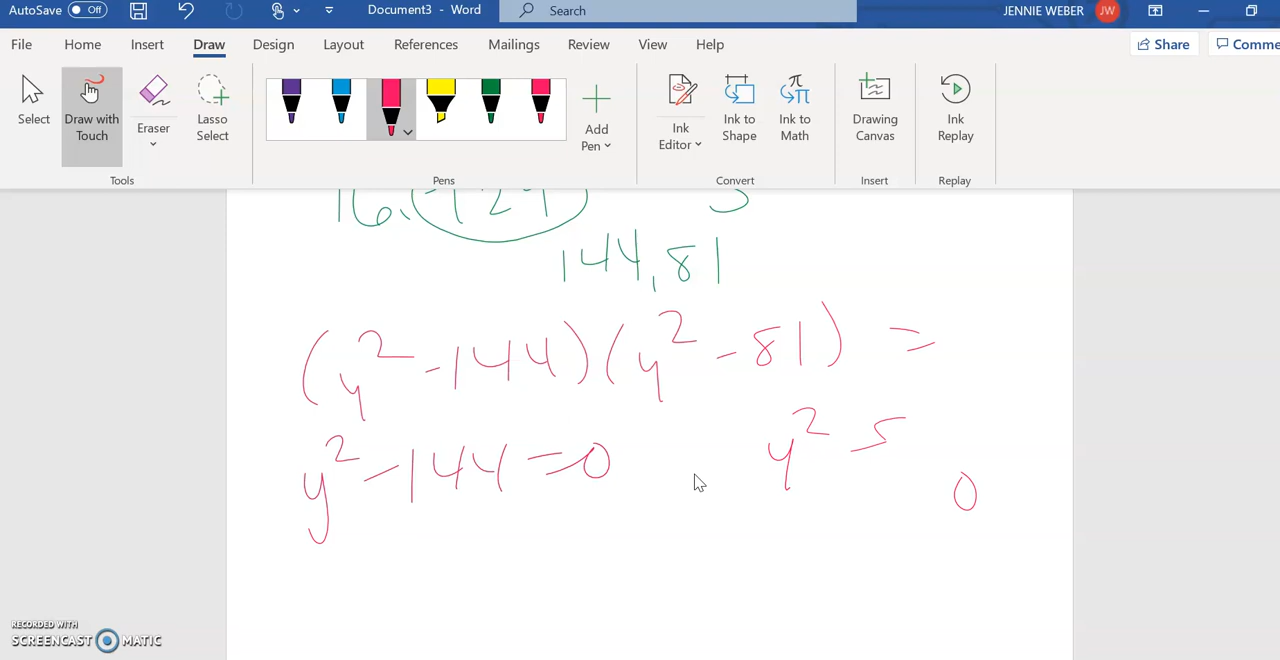 AutoSave Off Document3 - Word Search JENNIE WEBER JW
File Home Insert Draw Design Layout References Mailings Review View Help Share Comme
Select Draw with Touch Eraser Lasso Select Add Pen Ink Editor Ink to Shape Ink to Math Drawing Canvas Ink Replay
Tools Pens Convert Insert Replay
144,81
(y² - 144)(y² - 81) =
y² - 144 = 0 y²
0
RECORDED WITH
SCREENCAST MATIC